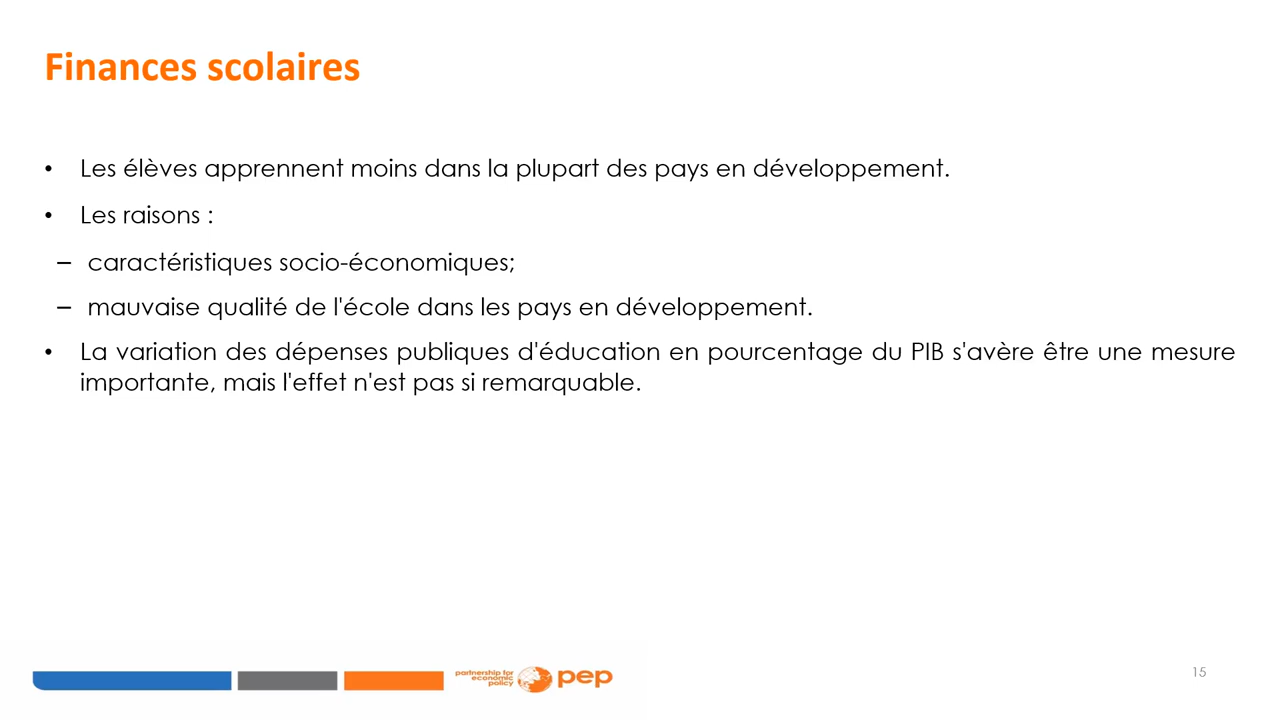 Finances scolaires
• Les élèves apprennent moins dans la plupart des pays en développement.
• Les raisons :
– caractéristiques socio-économiques;
– mauvaise qualité de l'école dans les pays en développement.
• La variation des dépenses publiques d'éducation en pourcentage du PIB s'avère être une mesure
importante, mais l'effet n'est pas si remarquable.
partnership for
economic
policy
pep
15